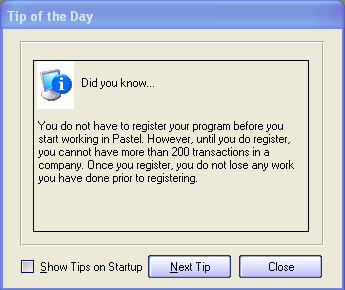 Tip of the Day
Did you know...
You do not have to register your program before you
start working in Pastel. However, until you do register,
you cannot have more than 200 transactions in a
company. Once you register, you do not lose any work
you have done prior to registering.
Show Tips on Startup
Next Tip
Close